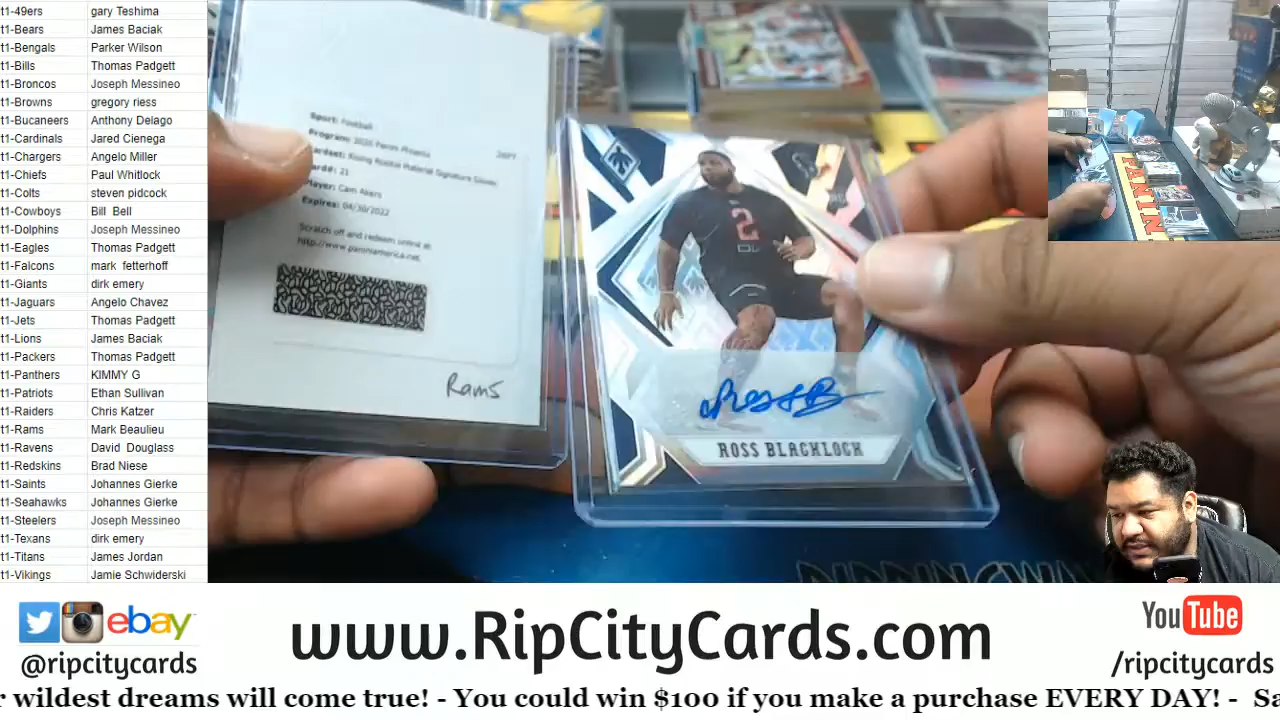 t1-49ers gary Teshima
t1-Bears James Baciak
t1-Bengals Parker Wilson
t1-Bills Thomas Padgett
t1-Broncos Joseph Messineo
t1-Browns gregory riess
t1-Bucaneers Anthony Delago
t1-Cardinals Jared Cienega
t1-Chargers Angelo Miller
t1-Chiefs Paul Whitlock
t1-Colts steven pidcock
t1-Cowboys Bill Bell
t1-Dolphins Joseph Messineo
t1-Eagles Thomas Padgett
t1-Falcons mark fetterhoff
t1-Giants dirk emery
t1-Jaguars Angelo Chavez
t1-Jets Thomas Padgett
t1-Lions James Baciak
t1-Packers Thomas Padgett
t1-Panthers KIMMY G
t1-Patriots Ethan Sullivan
t1-Raiders Chris Katzer
t1-Rams Mark Beaulieu
t1-Ravens David Douglass
t1-Redskins Brad Niese
t1-Saints Johannes Gierke
t1-Seahawks Johannes Gierke
t1-Steelers Joseph Messineo
t1-Texans dirk emery
t1-Titans James Jordan
t1-Vikings Jamie Schwiderski
Sport: Football
Program: 2020 Panini Phoenix
Cardset: Rising Rookie Material Signature
Card#: 21
Player: Cam Akers
Expires: 04/30/2022
Scratch off and redeem online at
http://www.paniniamerica.net
Rams
2
ROSS BLACKLOCK
PANINI
ebay
@ripcitycards
www.RipCityCards.com
YouTube
/ripcitycards
r wildest dreams will come true! - You could win $100 if you make a purchase EVERY DAY! - Sa